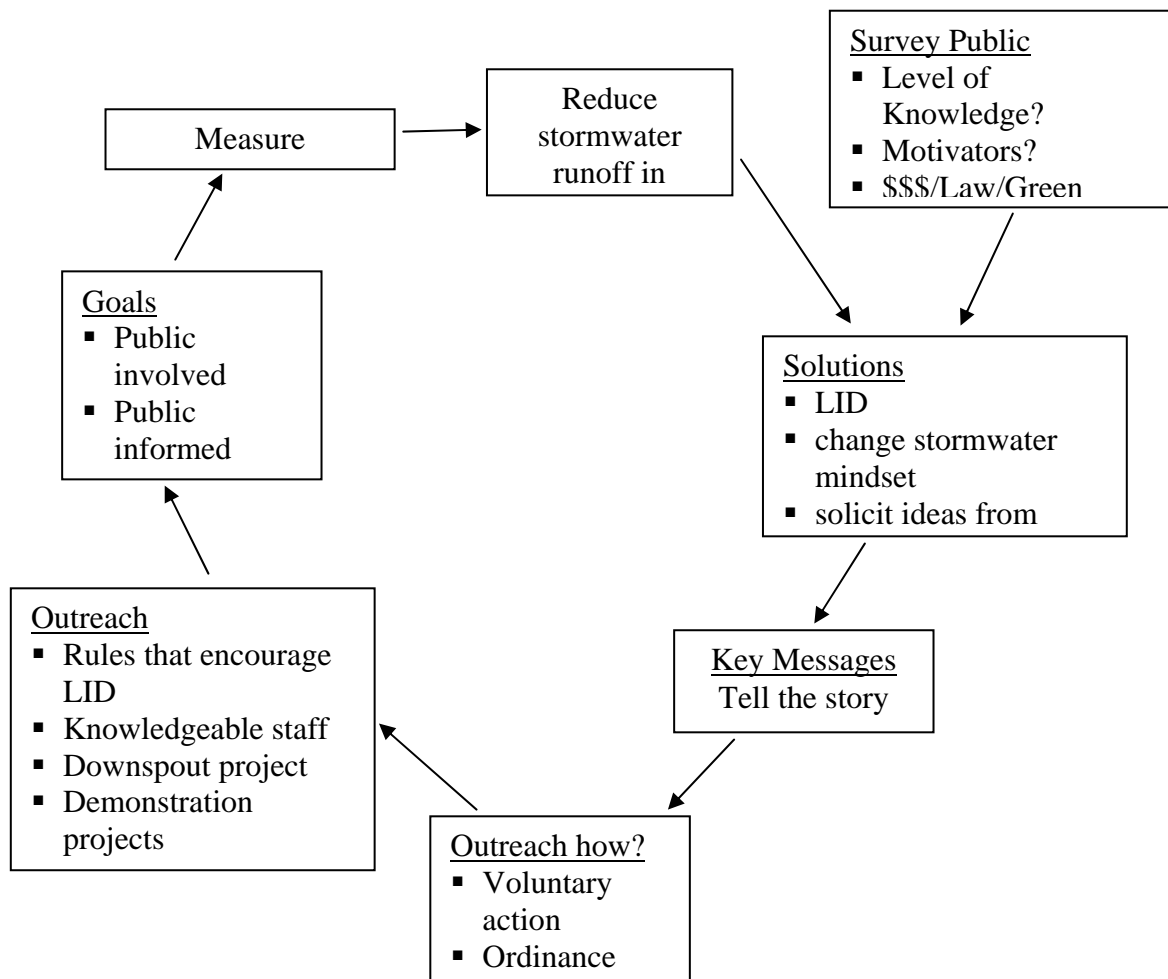 Measure
Reduce
stormwater
runoff in
Survey Public
▪ Level of
Knowledge?
▪ Motivators?
▪ $$$/Law/Green
Solutions
▪ LID
▪ change stormwater
mindset
▪ solicit ideas from
Key Messages
Tell the story
Outreach how?
▪ Voluntary
action
▪ Ordinance
Outreach
▪ Rules that encourage
LID
▪ Knowledgeable staff
▪ Downspout project
▪ Demonstration
projects
Goals
▪ Public
involved
▪ Public
informed